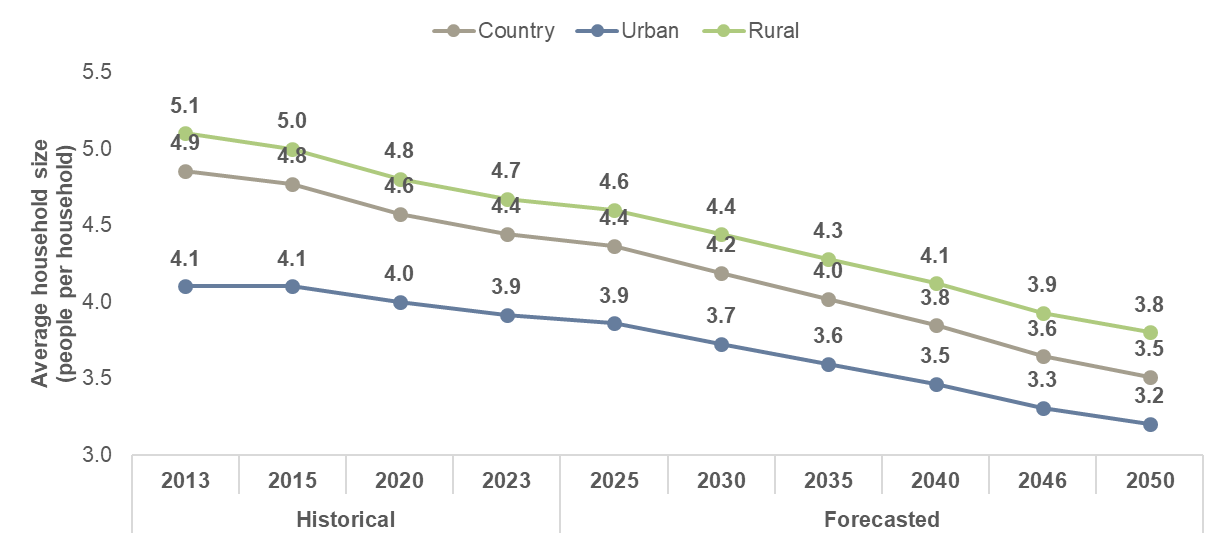 Country Urban Rural
Average household size
(people per household)
5.5
5.0
4.5
4.0
3.5
3.0
5.1 5.0 4.8 4.7 4.6 4.4 4.3 4.1 3.9 3.8
4.9 4.8 4.6 4.4 4.4 4.2 4.0 3.8 3.6 3.5
4.1 4.1 4.0 3.9 3.9 3.7 3.6 3.5 3.3 3.2
2013 2015 2020 2023 2025 2030 2035 2040 2046 2050
Historical Forecasted